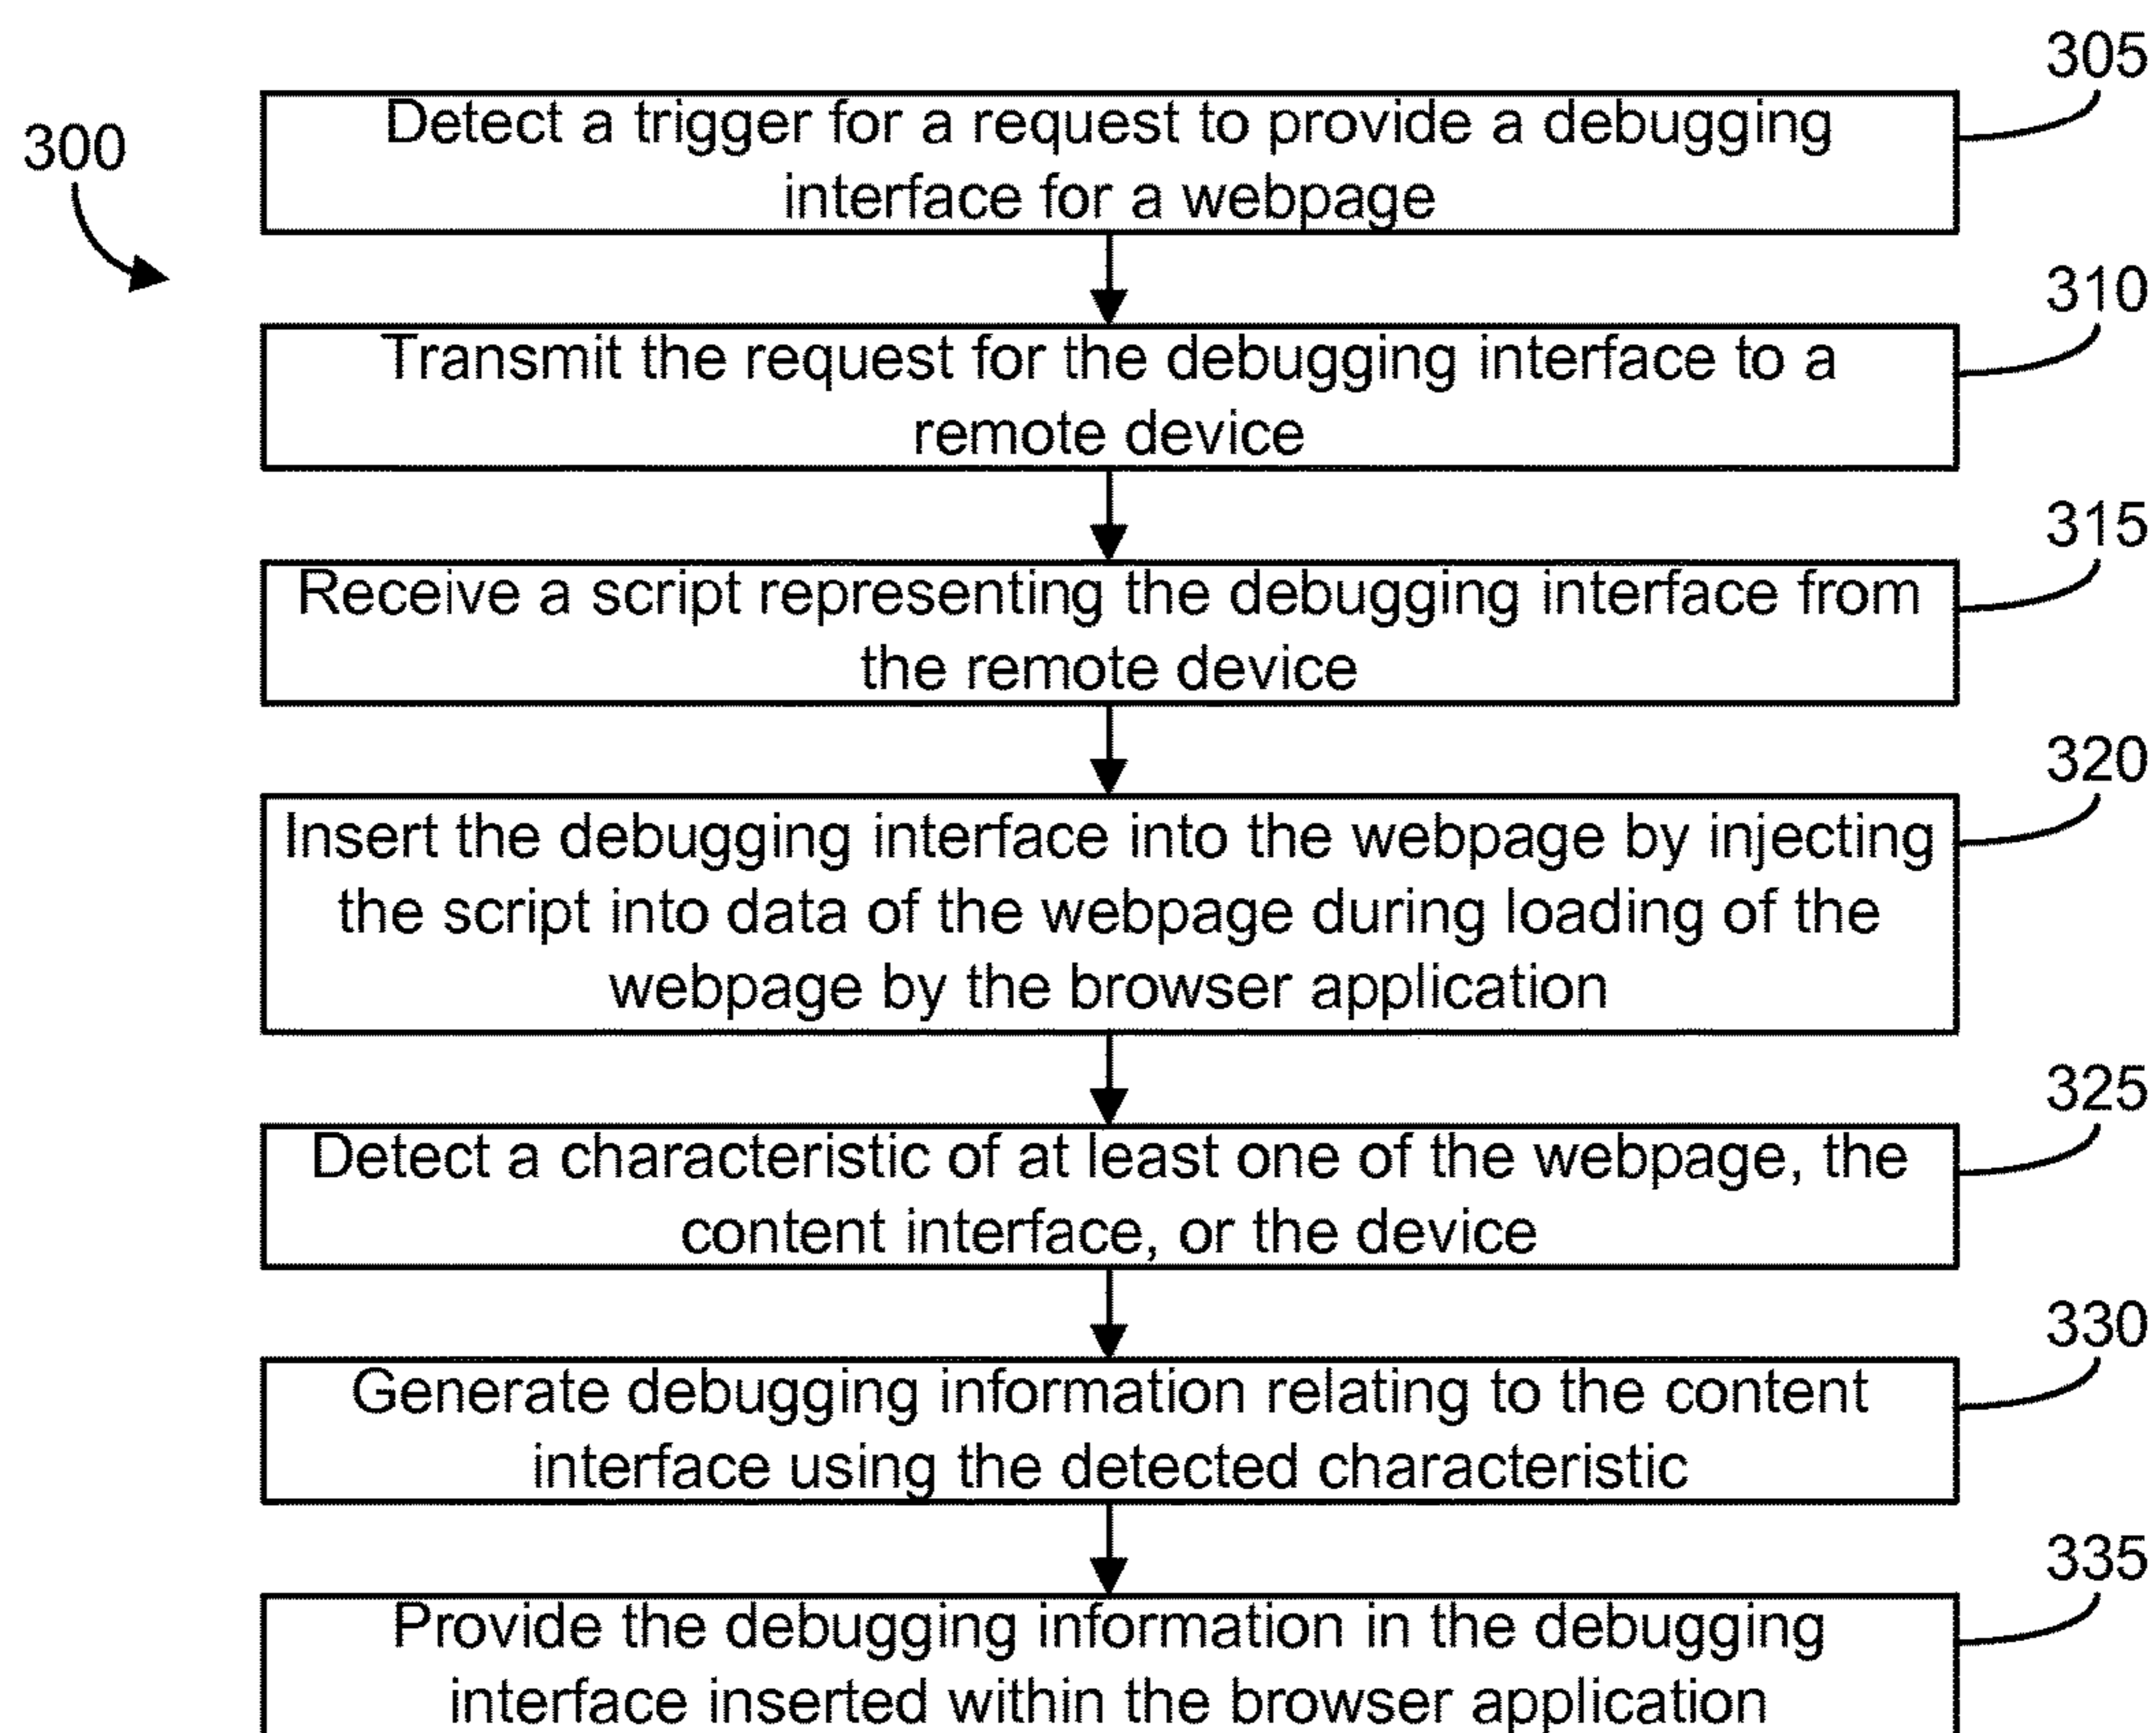 305
300
Detect a trigger for a request to provide a debugging
interface for a webpage
310
Transmit the request for the debugging interface to a
remote device
315
Receive a script representing the debugging interface from
the remote device
320
Insert the debugging interface into the webpage by injecting
the script into data of the webpage during loading of the
webpage by the browser application
325
Detect a characteristic of at least one of the webpage, the
content interface, or the device
330
Generate debugging information relating to the content
interface using the detected characteristic
335
Provide the debugging information in the debugging
interface inserted within the browser application